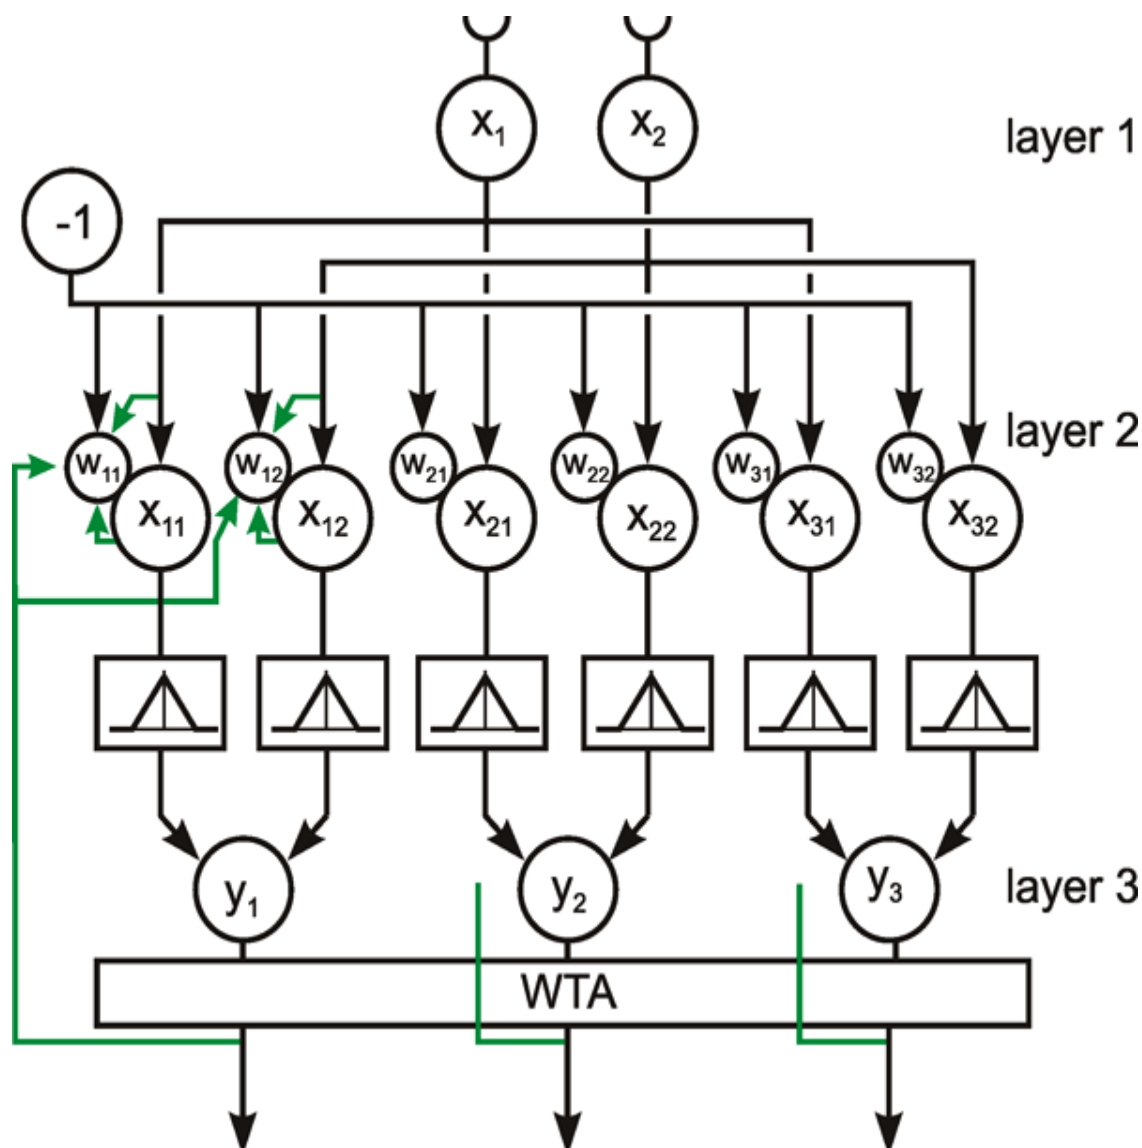 x₁ x₂ layer 1
-1
layer 2
w₁₁ w₁₂ w₂₁ w₂₂ w₃₁ w₃₂
x₁₁ x₁₂ x₂₁ x₂₂ x₃₁ x₃₂
y₁ y₂ y₃ layer 3
WTA